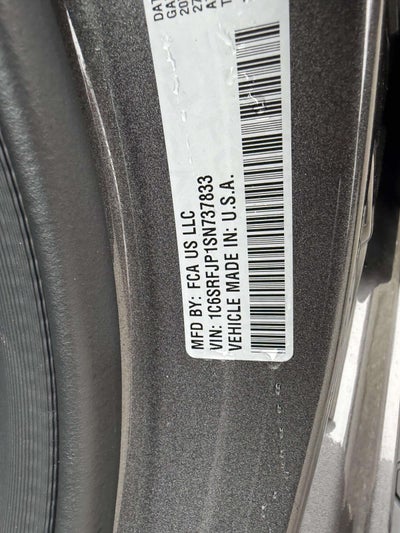 MFD BY: FCA US LLC
VIN: 1C6SRFJP1SN737833
VEHICLE MADE IN: U.S.A.